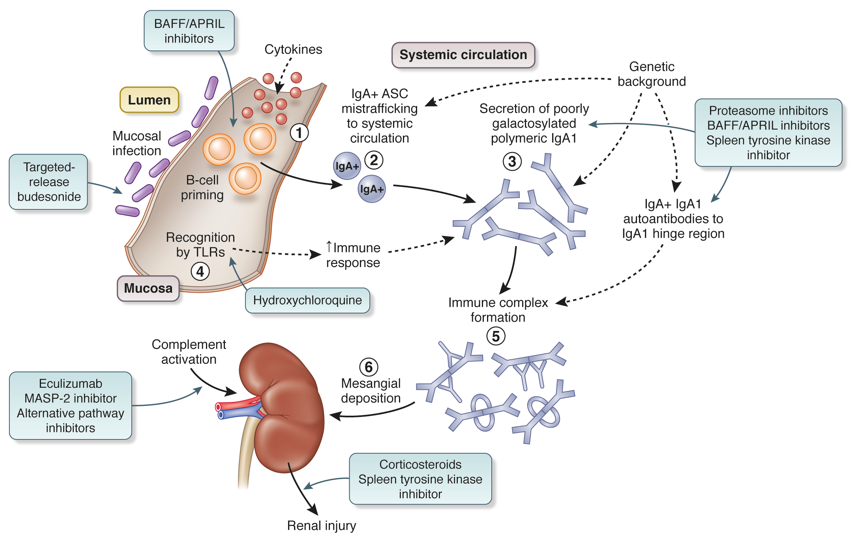 BAFF/APRIL
inhibitors
Cytokines
Systemic circulation
Genetic
background
Lumen
IgA+ ASC
mistrafficking
to systemic
circulation
Secretion of poorly
galactosylated
polymeric IgA1
Proteasome inhibitors
BAFF/APRIL inhibitors
Spleen tyrosine kinase
inhibitor
Mucosal
infection
1
2
3
Targeted-
release
budesonide
B-cell
priming
IgA+
IgA+
IgA+ IgA1
autoantibodies to
IgA1 hinge region
Recognition
by TLRs
4
↑Immune
response
Mucosa
Hydroxychloroquine
Immune complex
formation
5
Complement
activation
6
Mesangial
deposition
Eculizumab
MASP-2 inhibitor
Alternative pathway
inhibitors
Corticosteroids
Spleen tyrosine kinase
inhibitor
Renal injury